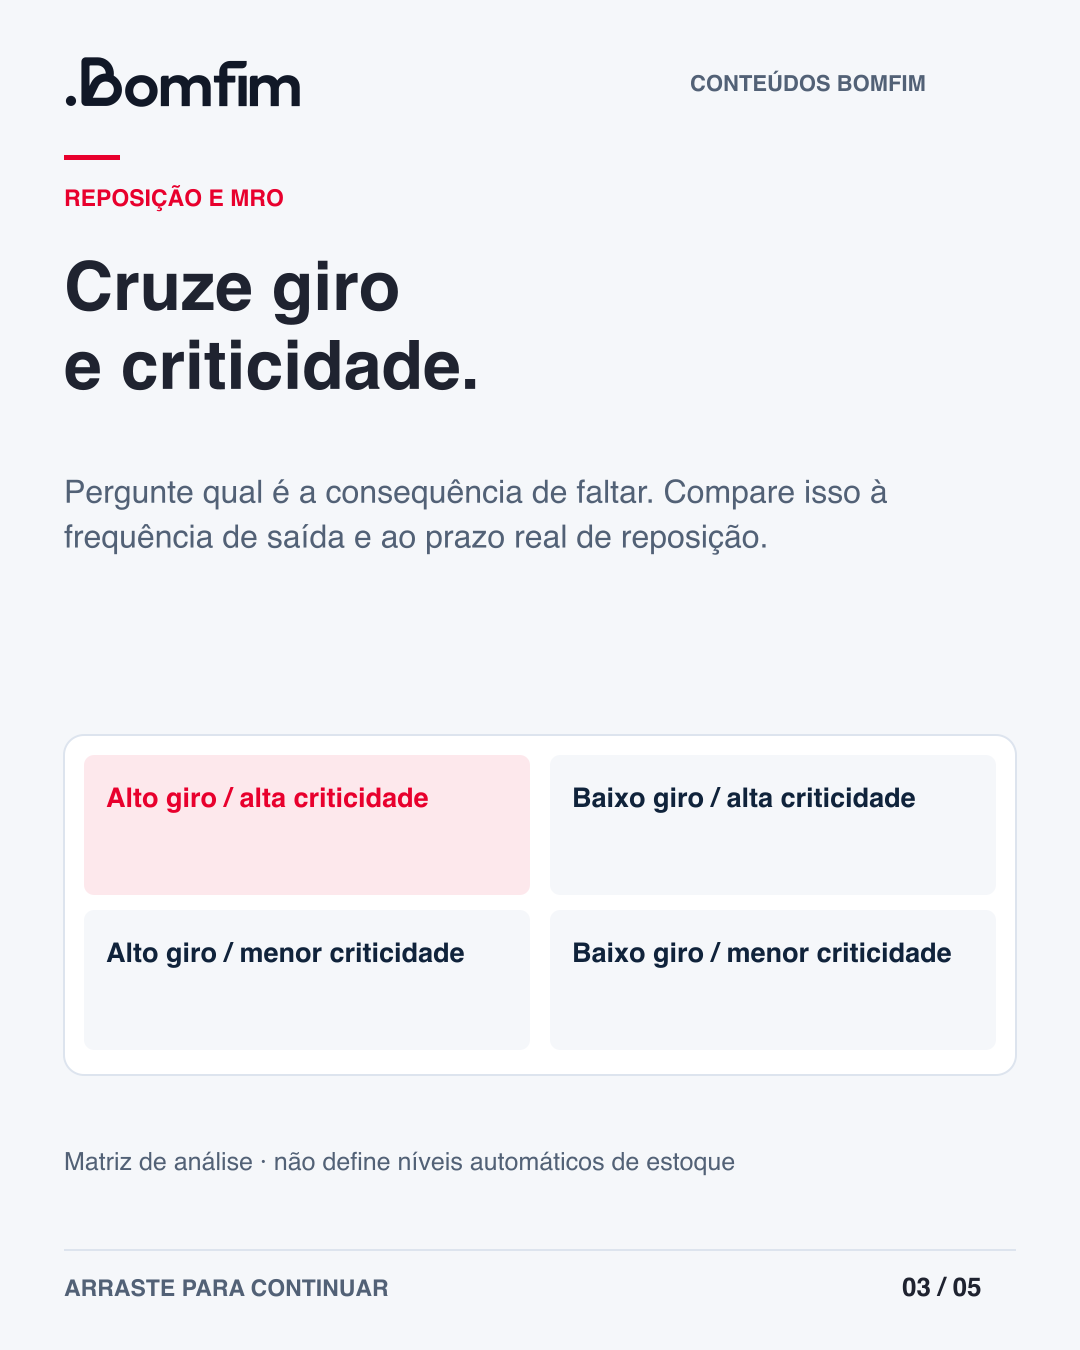 .Bomfim
CONTEÚDOS BOMFIM
REPOSIÇÃO E MRO
Cruze giro
e criticidade.
Pergunte qual é a consequência de faltar. Compare isso à
frequência de saída e ao prazo real de reposição.
Alto giro / alta criticidade
Baixo giro / alta criticidade
Alto giro / menor criticidade
Baixo giro / menor criticidade
Matriz de análise · não define níveis automáticos de estoque
ARRASTE PARA CONTINUAR
03 / 05